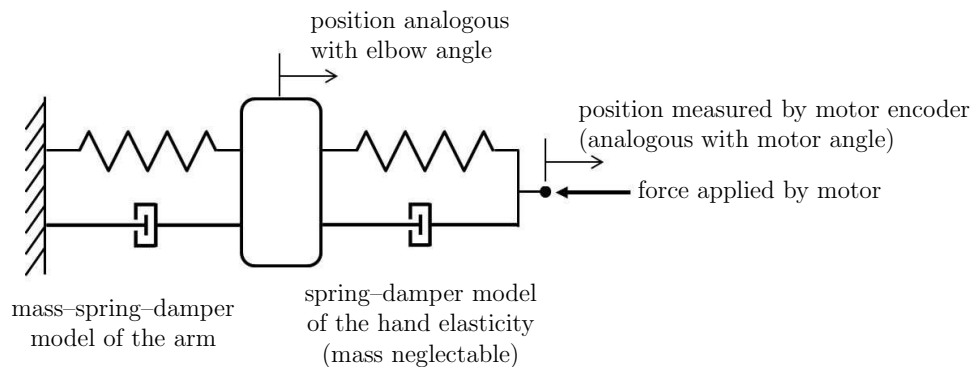 position analogous
with elbow angle
position measured by motor encoder
(analogous with motor angle)
force applied by motor
mass–spring–damper
model of the arm
spring–damper model
of the hand elasticity
(mass neglectable)